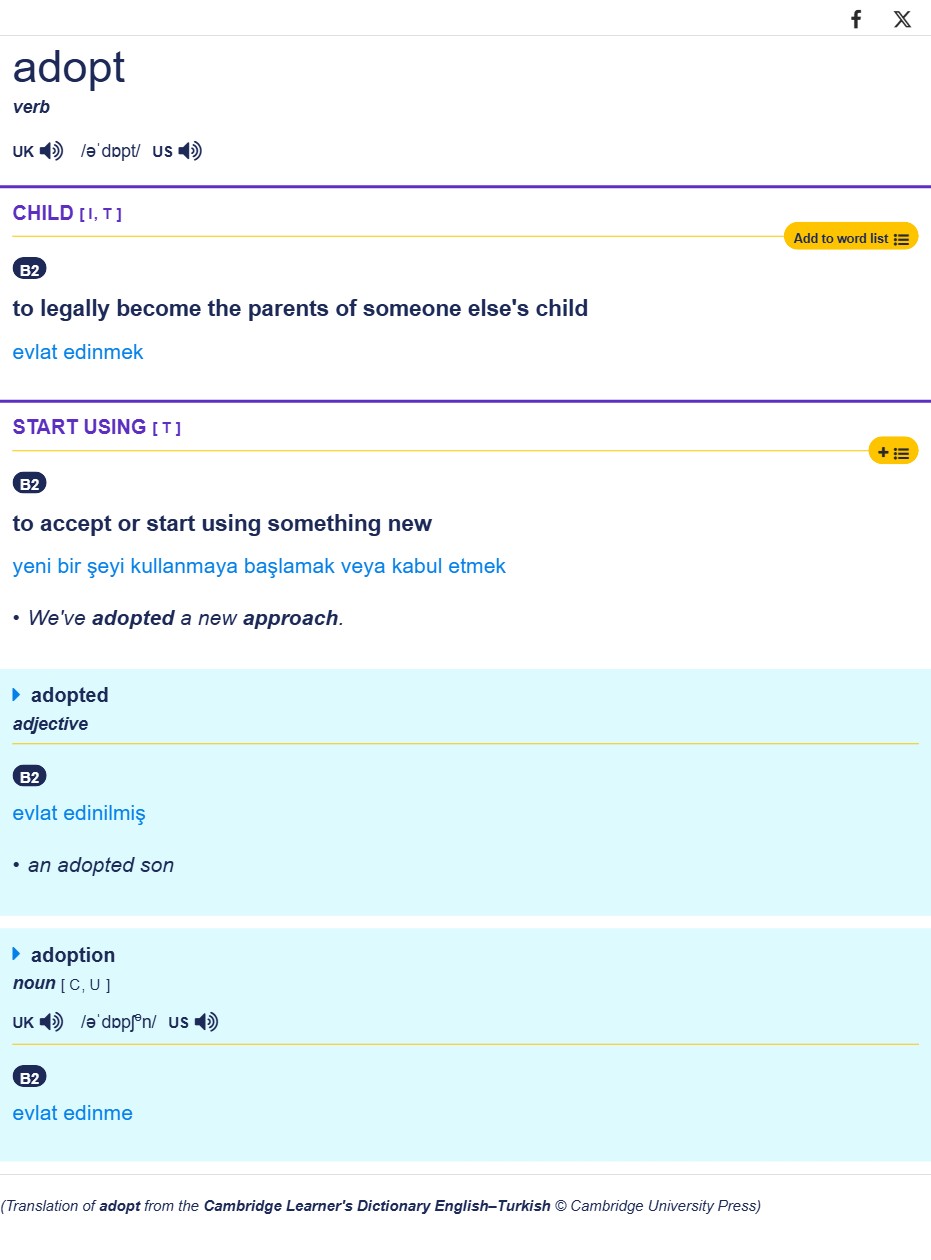 adopt
verb
UK /əˈdɒpt/ US
CHILD [ I, T ]
Add to word list
B2
to legally become the parents of someone else's child
evlat edinmek
START USING [ T ]
+
B2
to accept or start using something new
yeni bir şeyi kullanmaya başlamak veya kabul etmek
• We've adopted a new approach.
adopted
adjective
B2
evlat edinilmiş
• an adopted son
adoption
noun [ C, U ]
UK /əˈdɒpʃᵊn/ US
B2
evlat edinme
(Translation of adopt from the Cambridge Learner's Dictionary English–Turkish © Cambridge University Press)